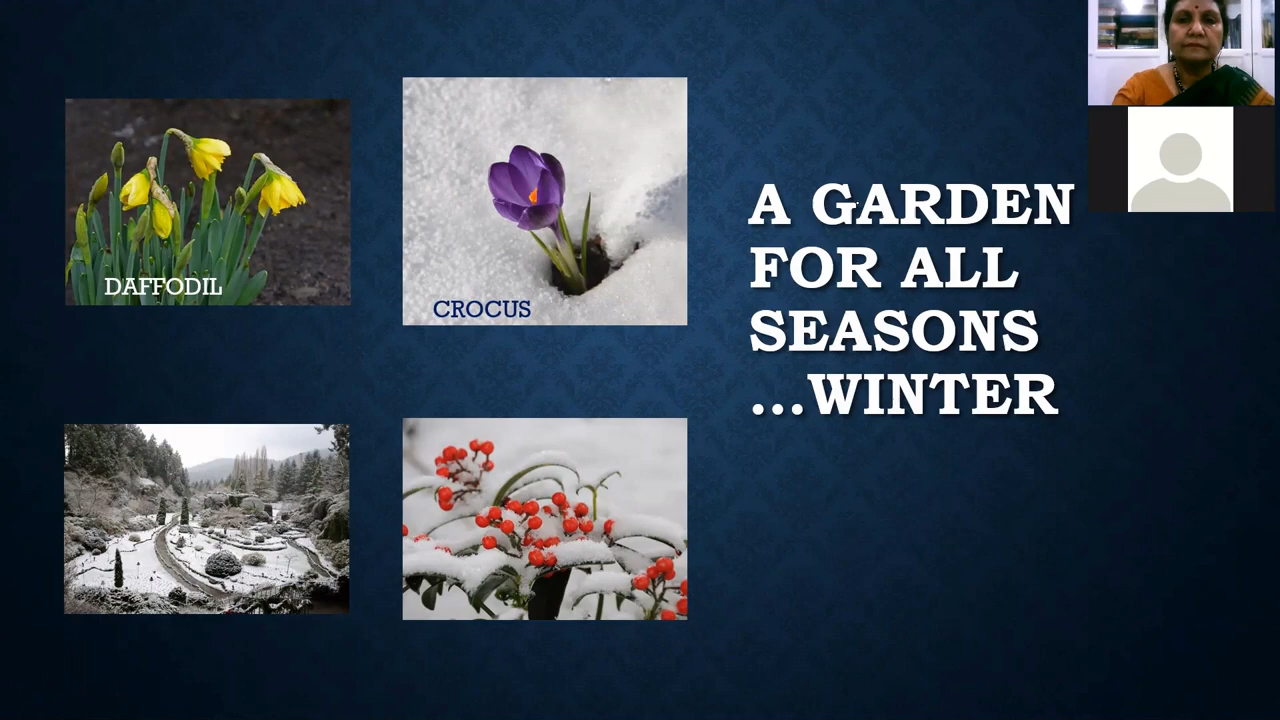 DAFFODIL
CROCUS
A GARDEN
FOR ALL
SEASONS
...WINTER